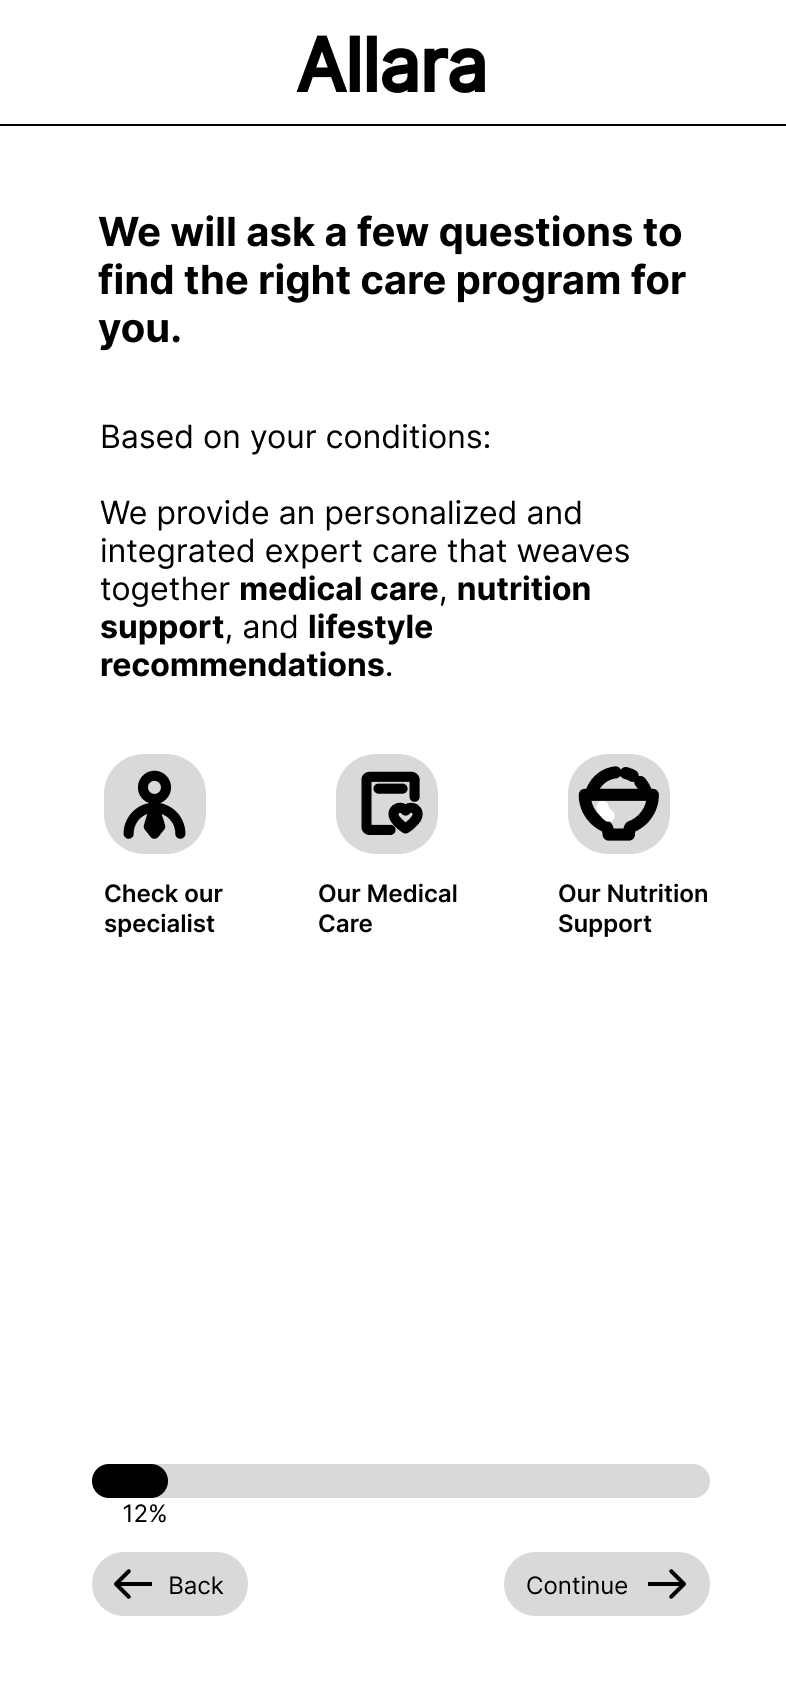 Allara
We will ask a few questions to
find the right care program for
you.
Based on your conditions:
We provide an personalized and
integrated expert care that weaves
together medical care, nutrition
support, and lifestyle
recommendations.
Check our
specialist
Our Medical
Care
Our Nutrition
Support
12%
Back
Continue